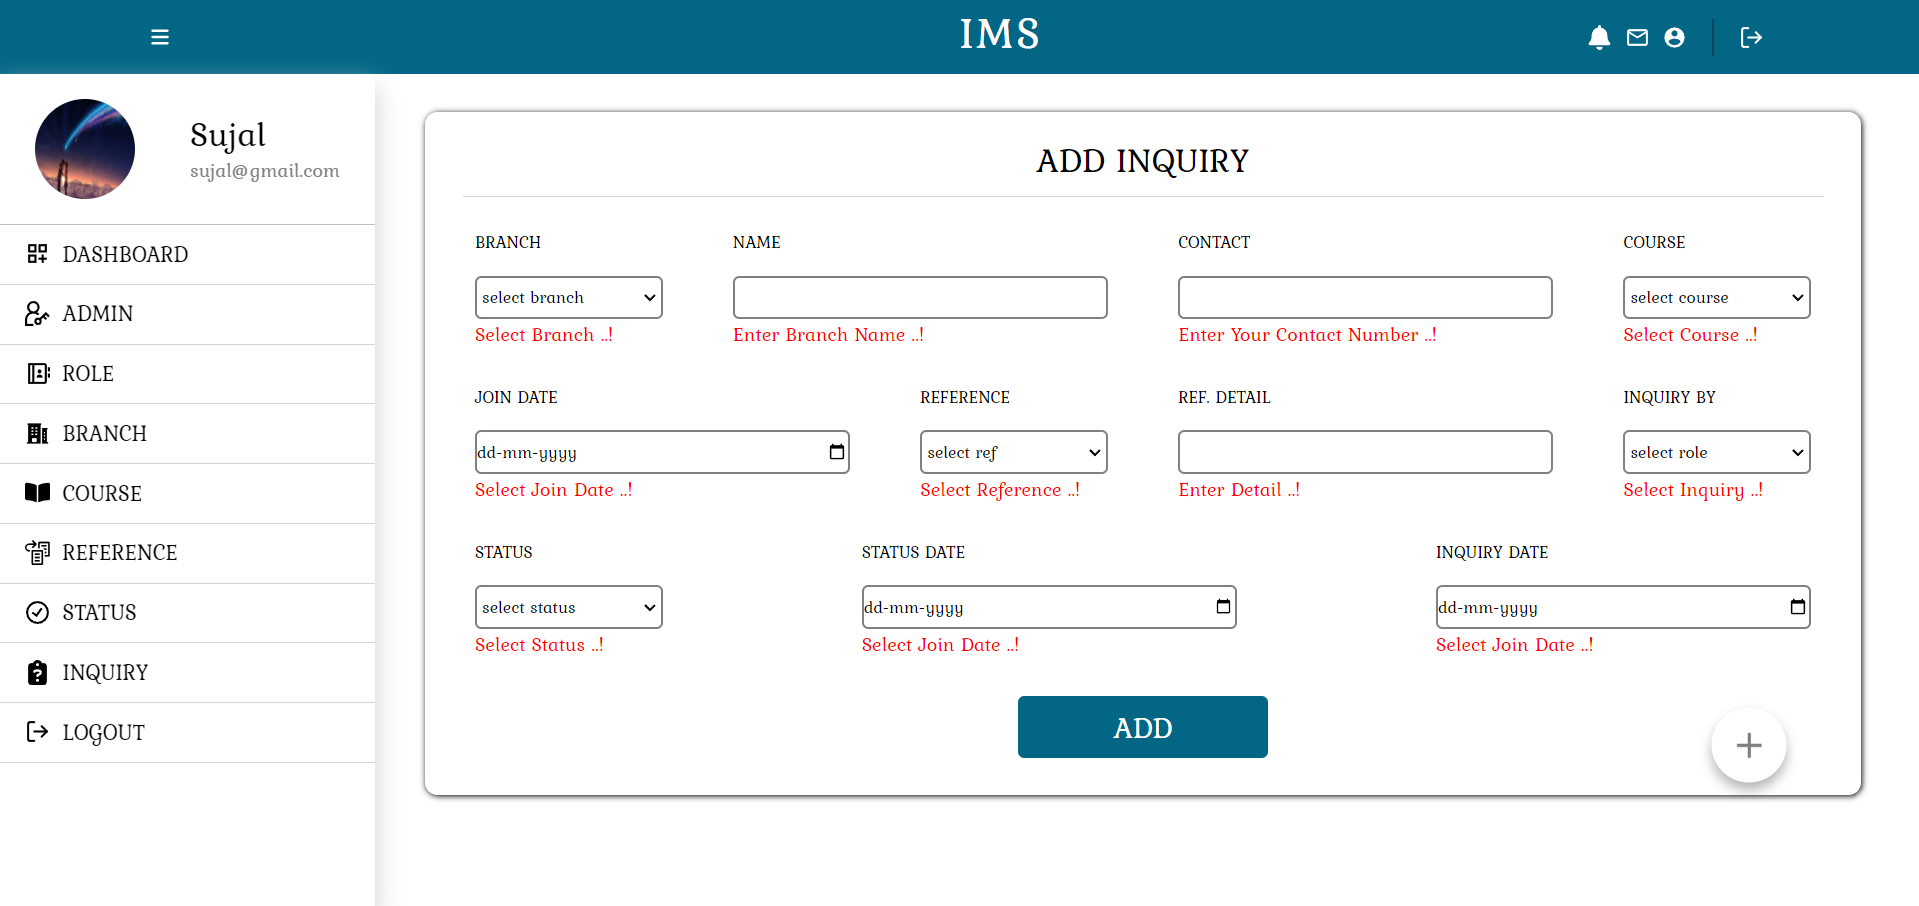 IMS
Sujal
sujal@gmail.com
DASHBOARD
ADMIN
ROLE
BRANCH
COURSE
REFERENCE
STATUS
INQUIRY
LOGOUT
ADD INQUIRY
BRANCH NAME CONTACT COURSE
select branch select course
Select Branch ..! Enter Branch Name ..! Enter Your Contact Number ..! Select Course ..!
JOIN DATE REFERENCE REF. DETAIL INQUIRY BY
dd-mm-yyyy select ref select role
Select Join Date ..! Select Reference ..! Enter Detail ..! Select Inquiry ..!
STATUS STATUS DATE INQUIRY DATE
select status dd-mm-yyyy dd-mm-yyyy
Select Status ..! Select Join Date ..! Select Join Date ..!
ADD